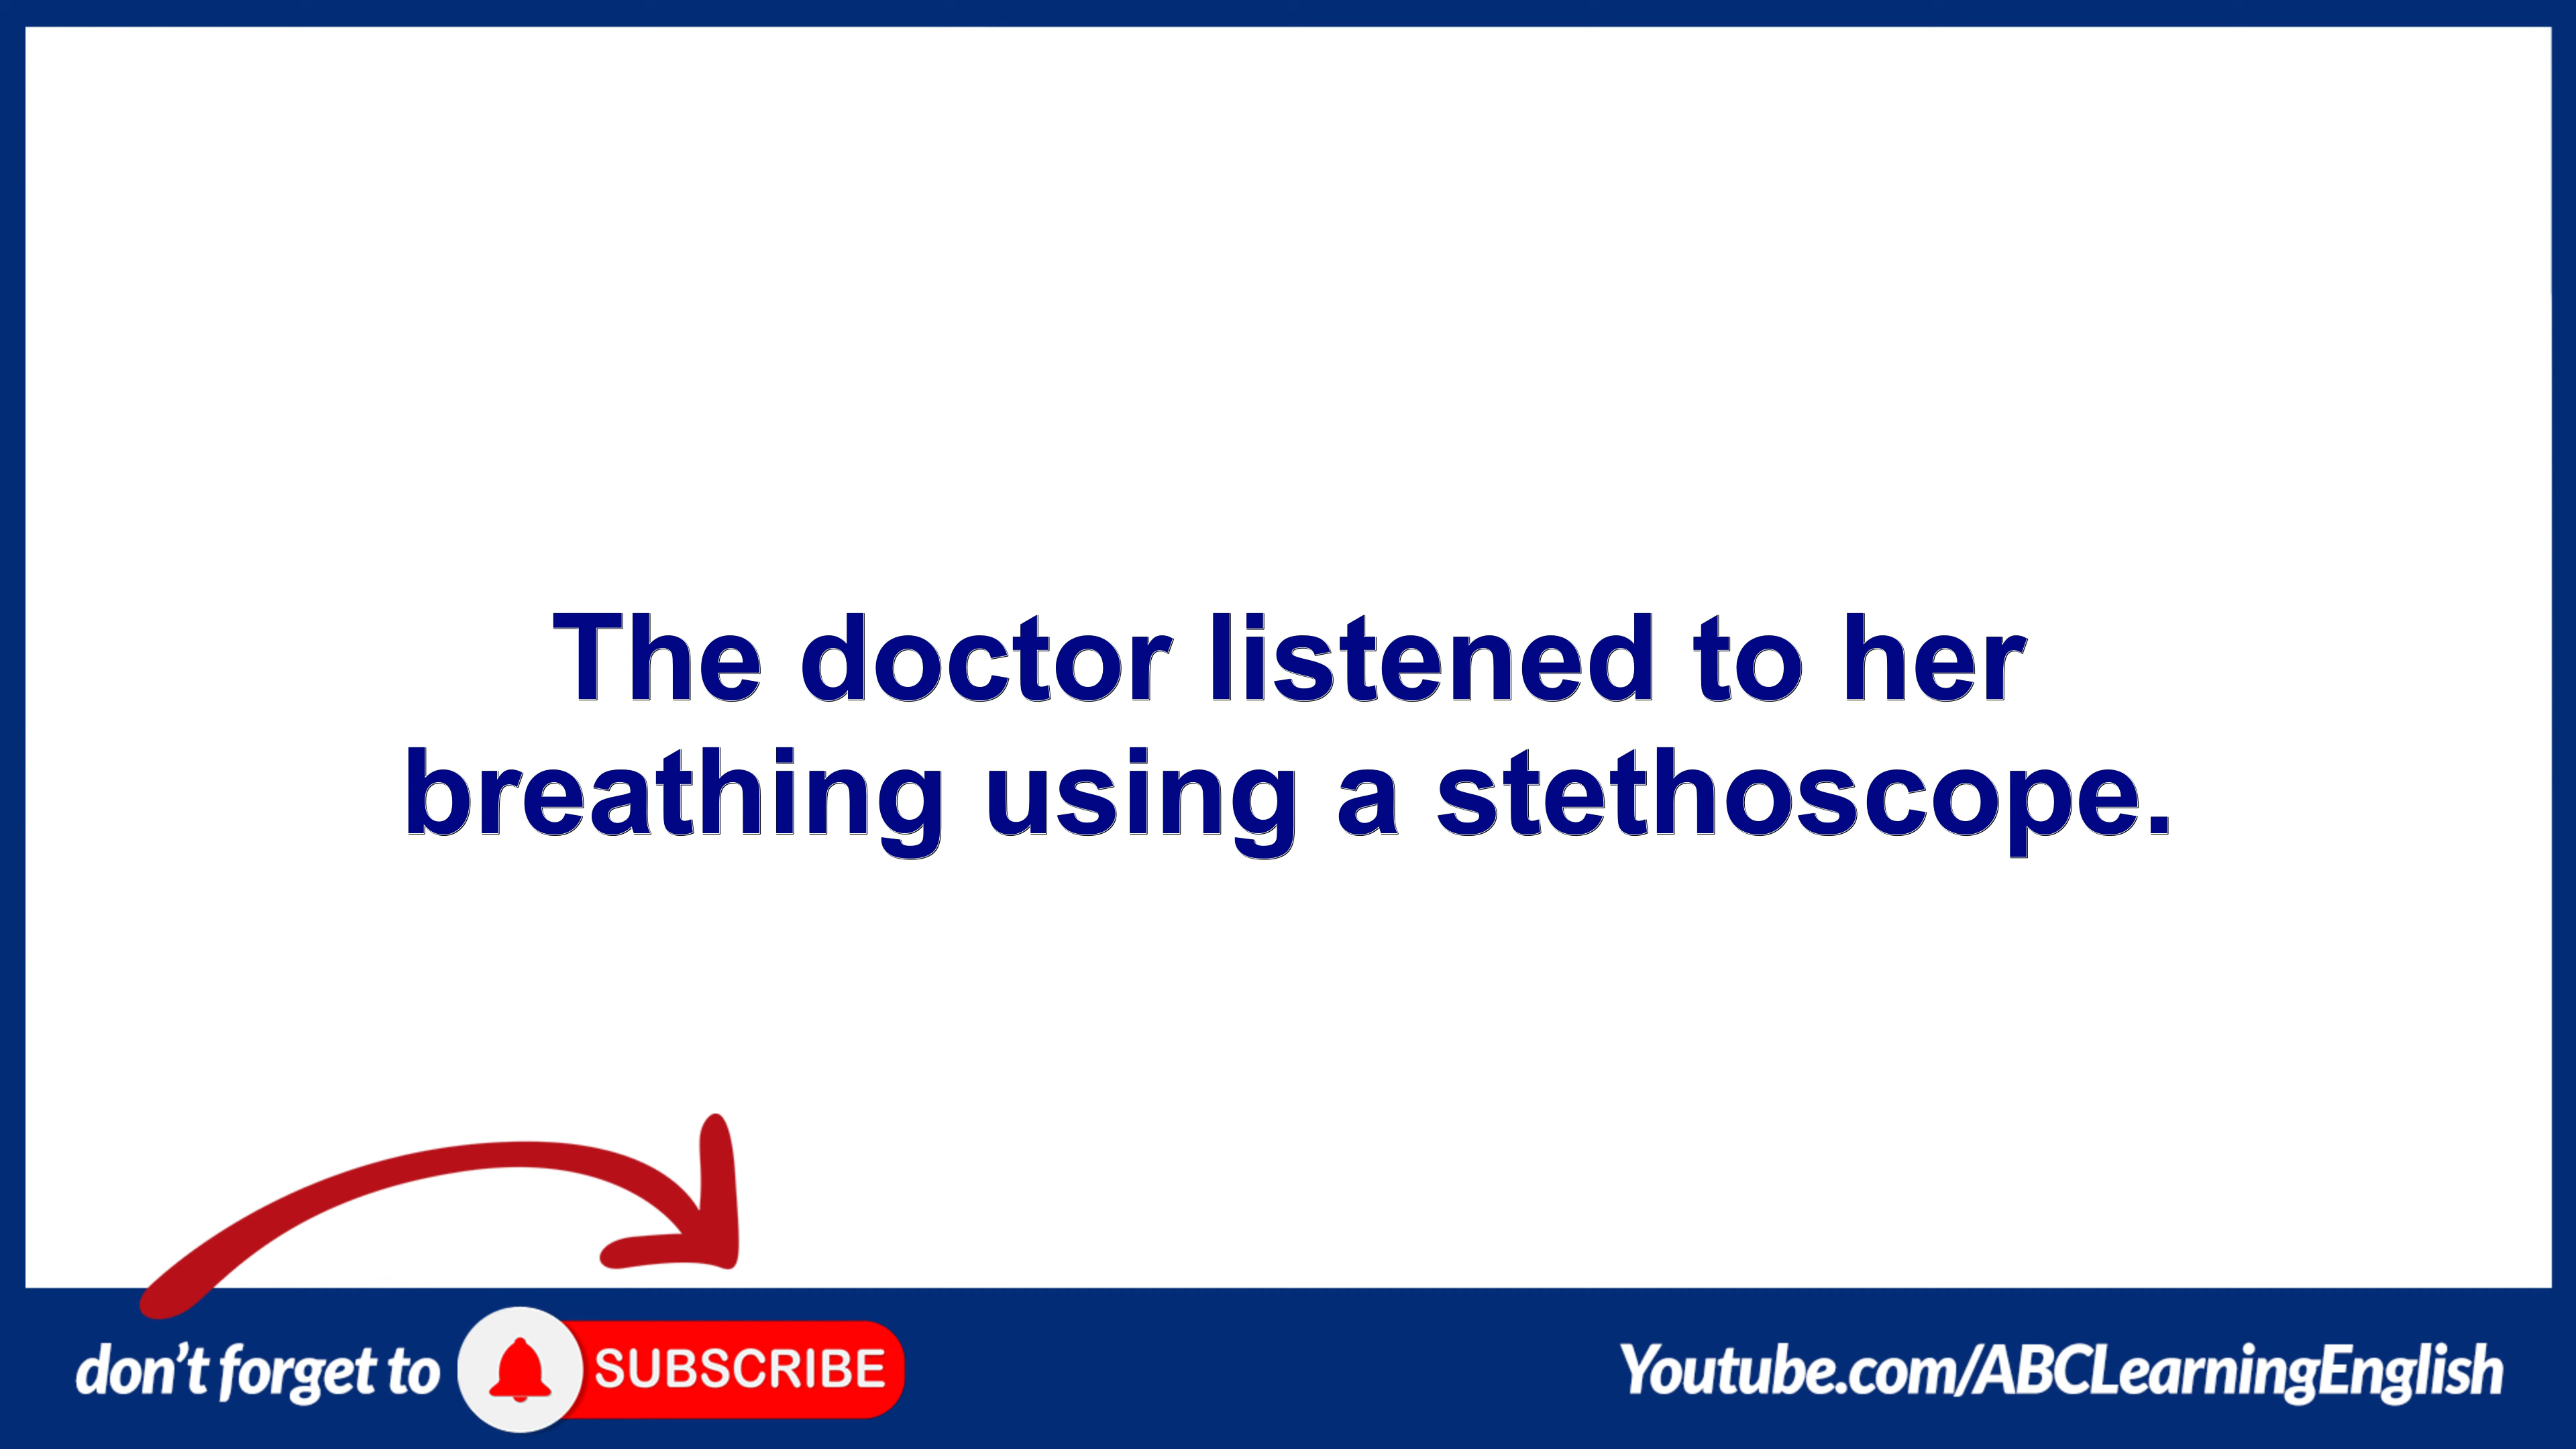 The doctor listened to her
breathing using a stethoscope.
don't forget to SUBSCRIBE
Youtube.com/ABCLearningEnglish